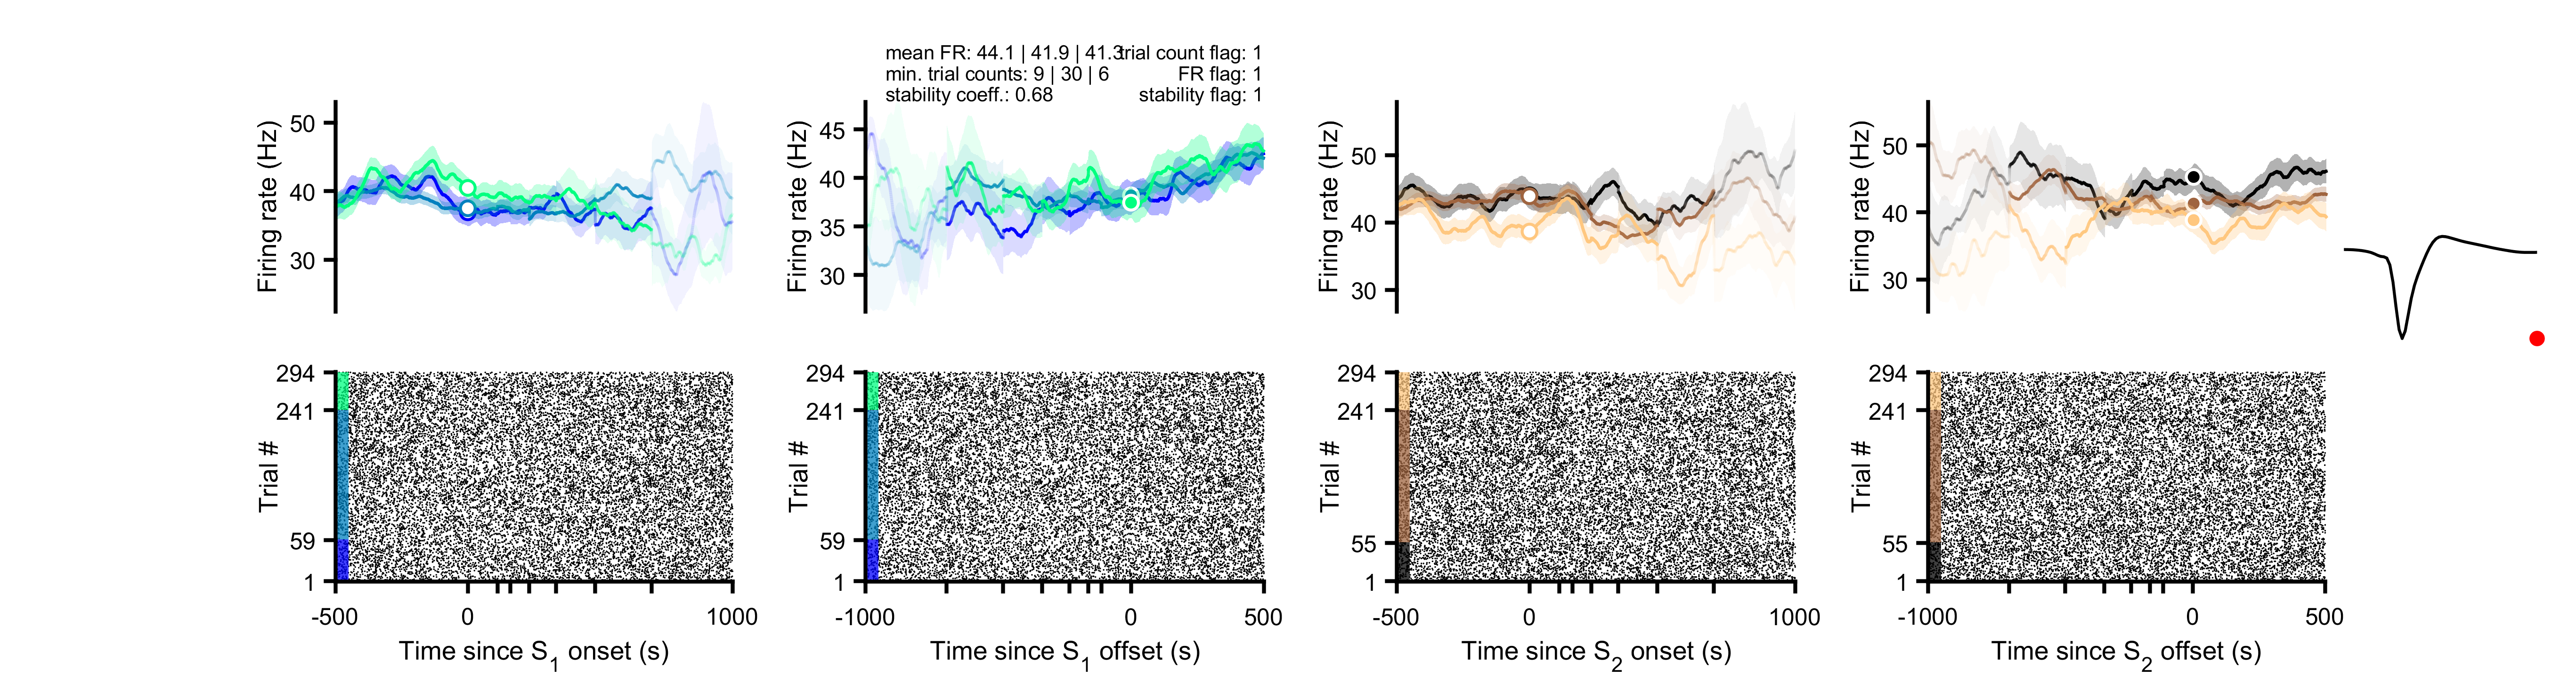 mean FR: 44.1 | 41.9 | 41.3
trial count flag: 1
min. trial counts: 9 | 30 | 6
FR flag: 1
stability coeff.: 0.68
stability flag: 1
Firing rate (Hz)
50
40
30
Firing rate (Hz)
45
40
35
30
Firing rate (Hz)
50
40
30
Firing rate (Hz)
50
40
30
Trial #
294
241
59
1
-500
0
1000
Time since S1 onset (s)
Trial #
294
241
59
1
-1000
0
500
Time since S1 offset (s)
Trial #
294
241
55
1
-500
0
1000
Time since S2 onset (s)
Trial #
294
241
55
1
-1000
0
500
Time since S2 offset (s)